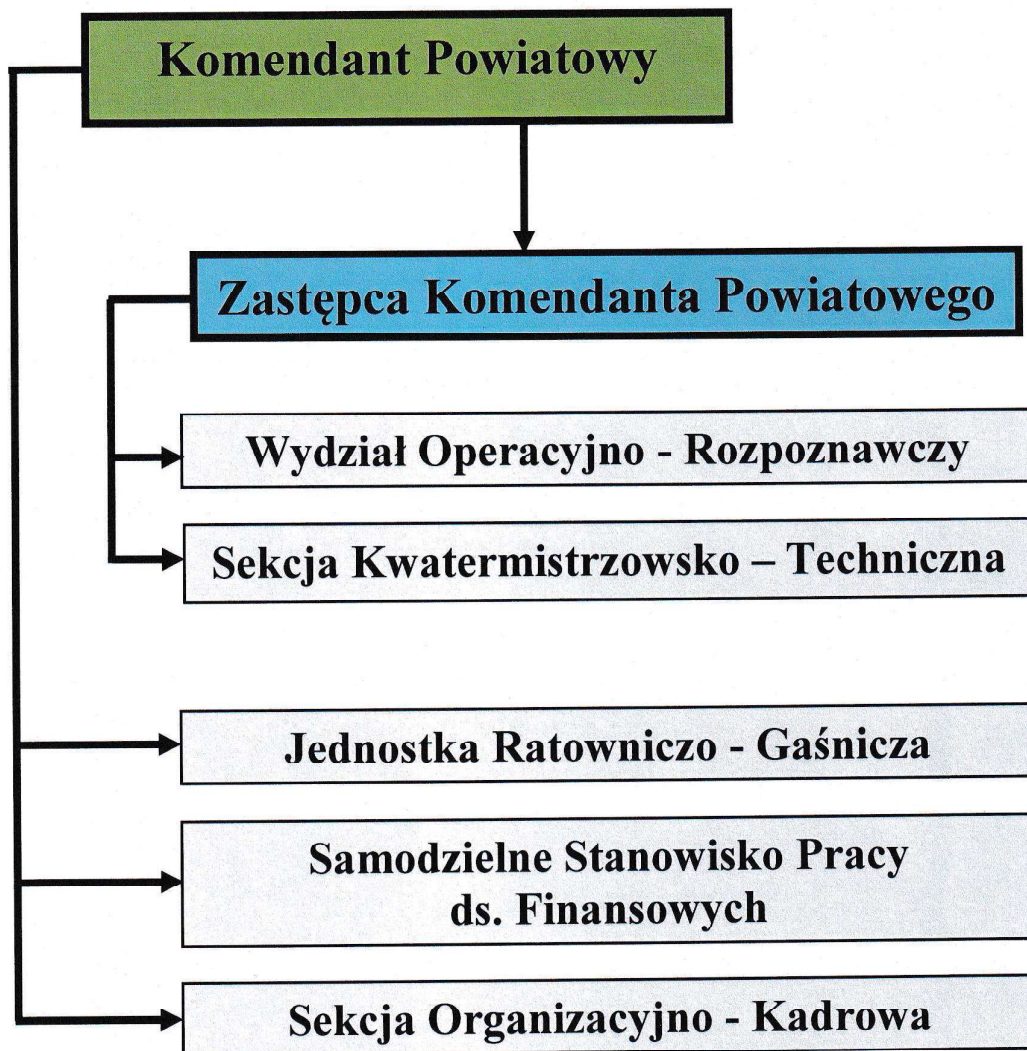 Komendant Powiatowy
Zastępca Komendanta Powiatowego
Wydział Operacyjno - Rozpoznawczy
Sekcja Kwatermistrzowsko – Techniczna
Jednostka Ratowniczo - Gaśnicza
Samodzielne Stanowisko Pracy
ds. Finansowych
Sekcja Organizacyjno - Kadrowa